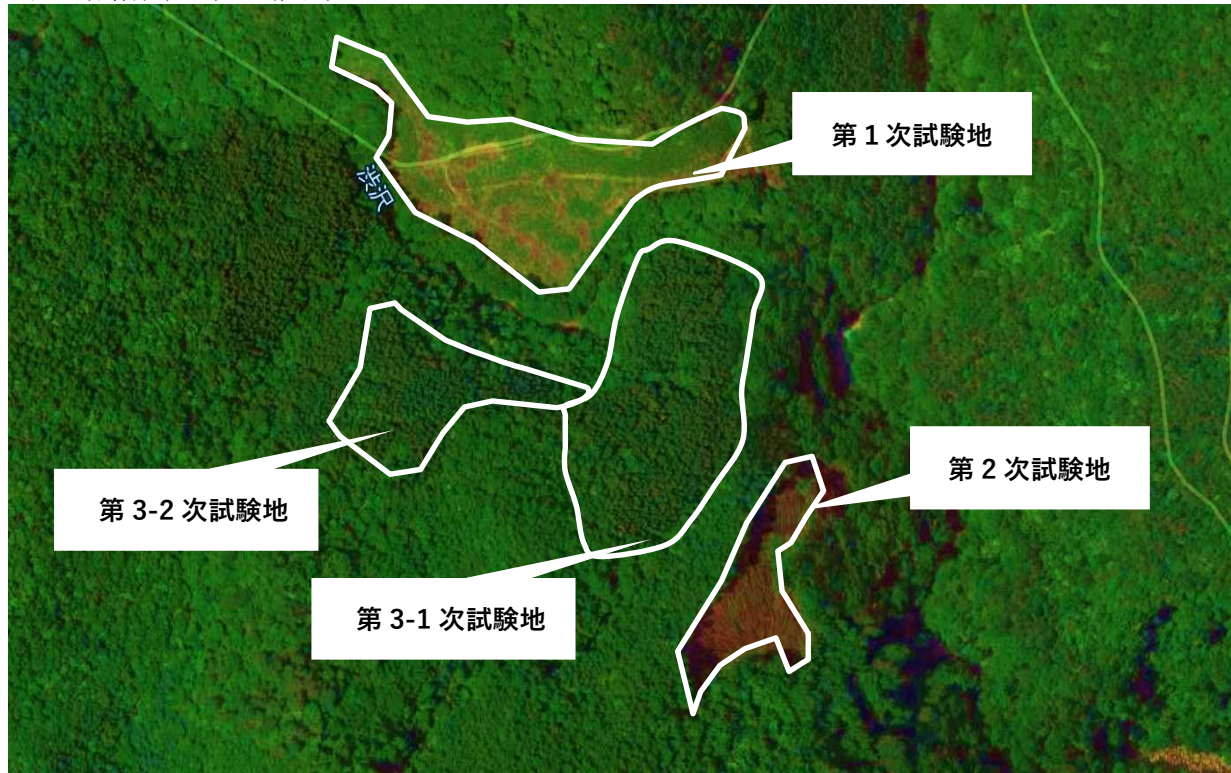 第 1 次試験地
渋沢
第 2 次試験地
第 3-2 次試験地
第 3-1 次試験地